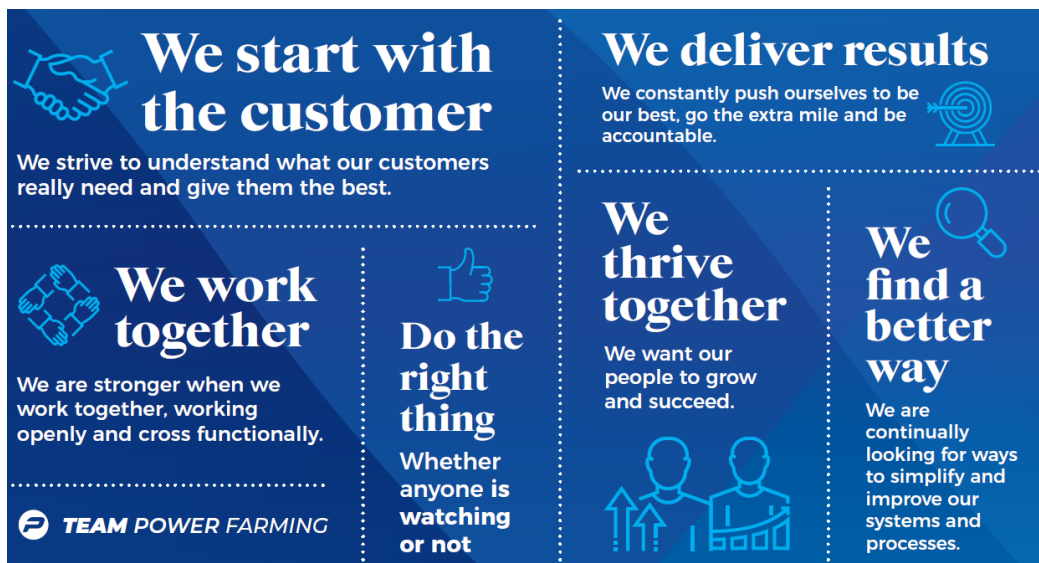 We start with
the customer
We strive to understand what our customers
really need and give them the best.
We work
together
We are stronger when we
work together, working
openly and cross functionally.
TEAM POWER FARMING
Do the
right
thing
Whether
anyone is
watching
or not
We deliver results
We constantly push ourselves to be
our best, go the extra mile and be
accountable.
We
thrive
together
We want our
people to grow
and succeed.
We
find a
better
way
We are
continually
looking for ways
to simplify and
improve our
systems and
processes.